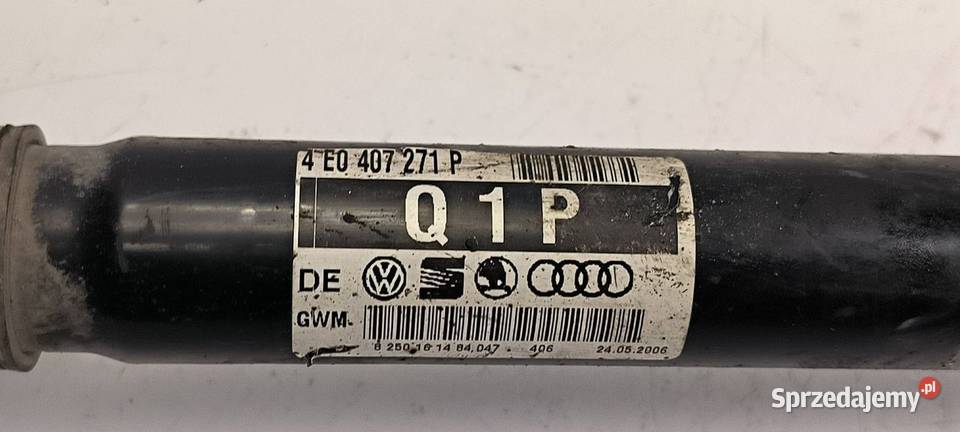 4 E0 407 271 P
Q 1 P
DE
GWM
8 250 16 14 84,047 406 24.05.2006
Sprzedajemy.pl